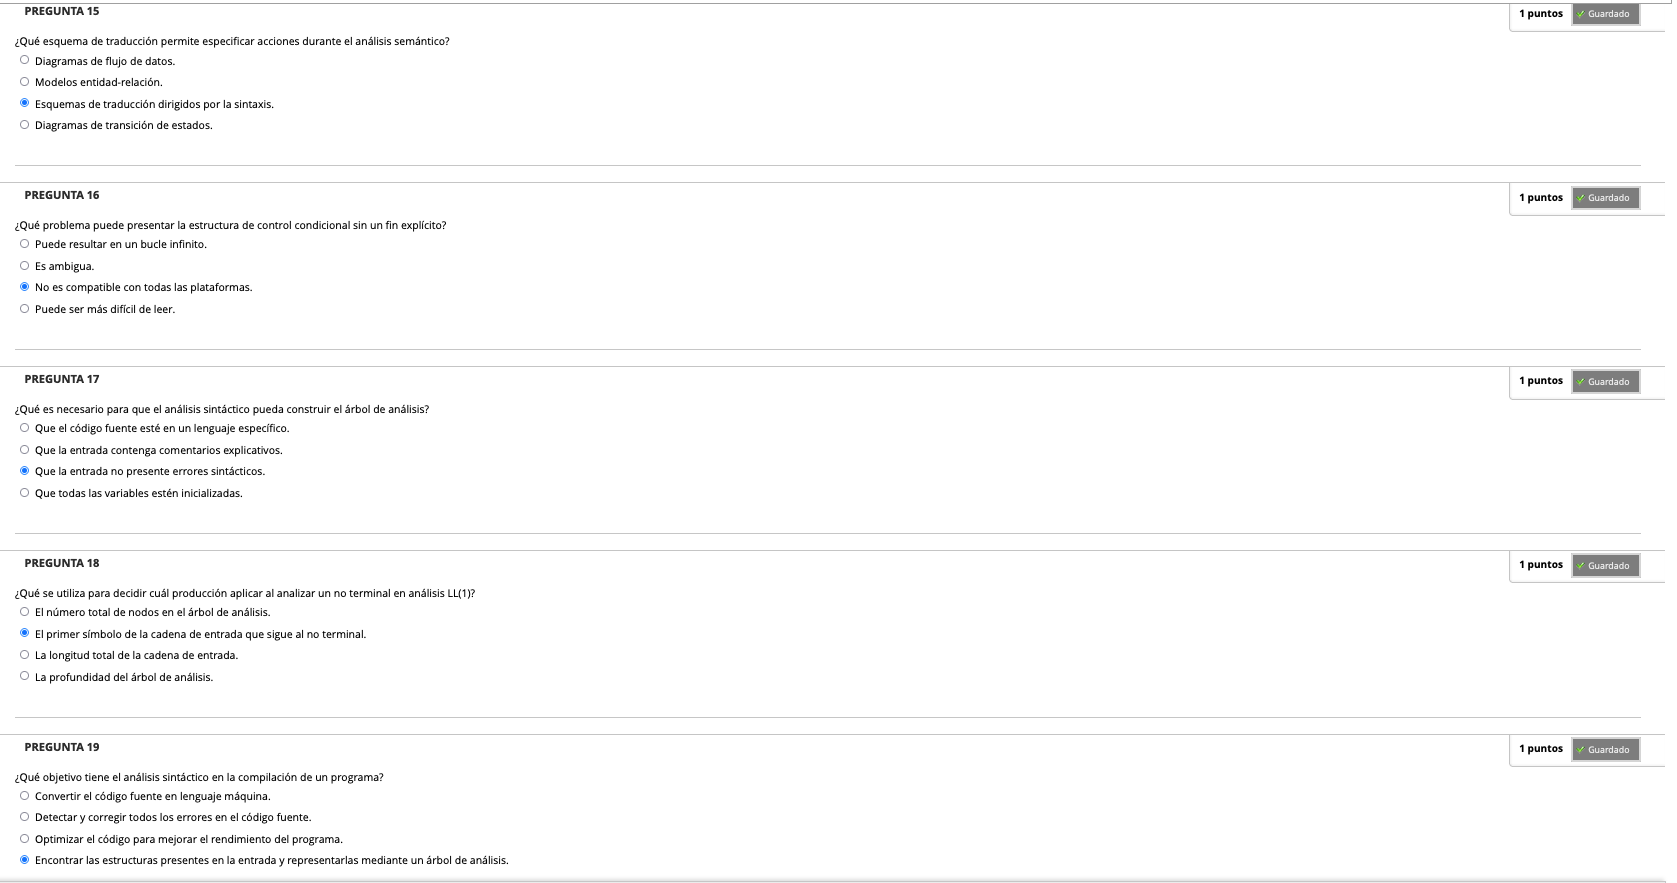 PREGUNTA 15
1 puntos
Guardado
¿Qué esquema de traducción permite especificar acciones durante el análisis semántico?
Diagramas de flujo de datos.
Modelos entidad-relación.
Esquemas de traducción dirigidos por la sintaxis.
Diagramas de transición de estados.
PREGUNTA 16
1 puntos
Guardado
¿Qué problema puede presentar la estructura de control condicional sin un fin explícito?
Puede resultar en un bucle infinito.
Es ambigua.
No es compatible con todas las plataformas.
Puede ser más difícil de leer.
PREGUNTA 17
1 puntos
Guardado
¿Qué es necesario para que el análisis sintáctico pueda construir el árbol de análisis?
Que el código fuente esté en un lenguaje específico.
Que la entrada contenga comentarios explicativos.
Que la entrada no presente errores sintácticos.
Que todas las variables estén inicializadas.
PREGUNTA 18
1 puntos
Guardado
¿Qué se utiliza para decidir cuál producción aplicar al analizar un no terminal en análisis LL(1)?
El número total de nodos en el árbol de análisis.
El primer símbolo de la cadena de entrada que sigue al no terminal.
La longitud total de la cadena de entrada.
La profundidad del árbol de análisis.
PREGUNTA 19
1 puntos
Guardado
¿Qué objetivo tiene el análisis sintáctico en la compilación de un programa?
Convertir el código fuente en lenguaje máquina.
Detectar y corregir todos los errores en el código fuente.
Optimizar el código para mejorar el rendimiento del programa.
Encontrar las estructuras presentes en la entrada y representarlas mediante un árbol de análisis.